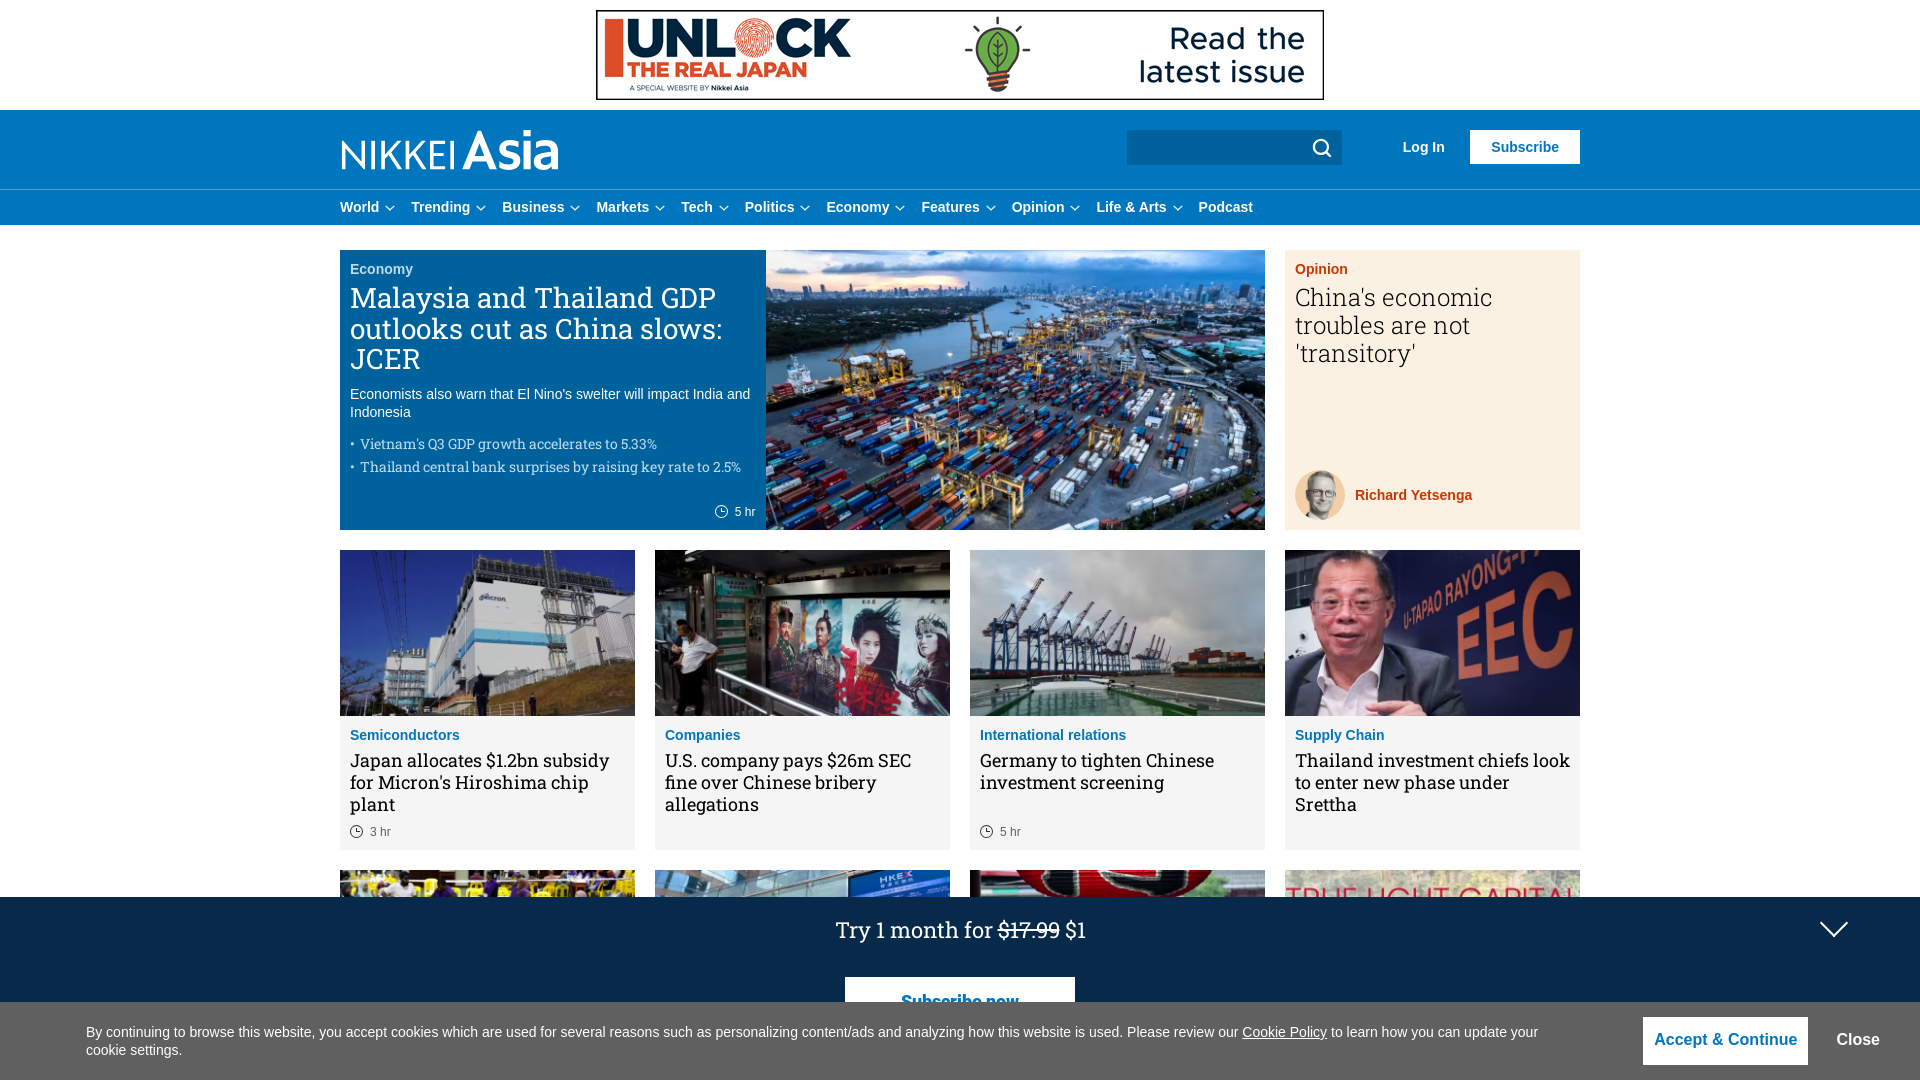 UNLOCK
THE REAL JAPAN
A SPECIAL WEBSITE BY Nikkei Asia
Read the
latest issue
NIKKEI Asia
Log In
Subscribe
World
Trending
Business
Markets
Tech
Politics
Economy
Features
Opinion
Life & Arts
Podcast
Economy
Malaysia and Thailand GDP
outlooks cut as China slows:
JCER
Economists also warn that El Nino's swelter will impact India and
Indonesia
• Vietnam's Q3 GDP growth accelerates to 5.33%
• Thailand central bank surprises by raising key rate to 2.5%
5 hr
Opinion
China's economic
troubles are not
'transitory'
Richard Yetsenga
Micron
U-TAPAO RAYONG-
EEC
Semiconductors
Japan allocates $1.2bn subsidy
for Micron's Hiroshima chip
plant
3 hr
Companies
U.S. company pays $26m SEC
fine over Chinese bribery
allegations
International relations
Germany to tighten Chinese
investment screening
5 hr
Supply Chain
Thailand investment chiefs look
to enter new phase under
Srettha
HKEX
TRUE LIGHT CAPITAL
Try 1 month for $17.99 $1
Subscribe now
By continuing to browse this website, you accept cookies which are used for several reasons such as personalizing content/ads and analyzing how this website is used. Please review our Cookie Policy to learn how you can update your
cookie settings.
Accept & Continue
Close